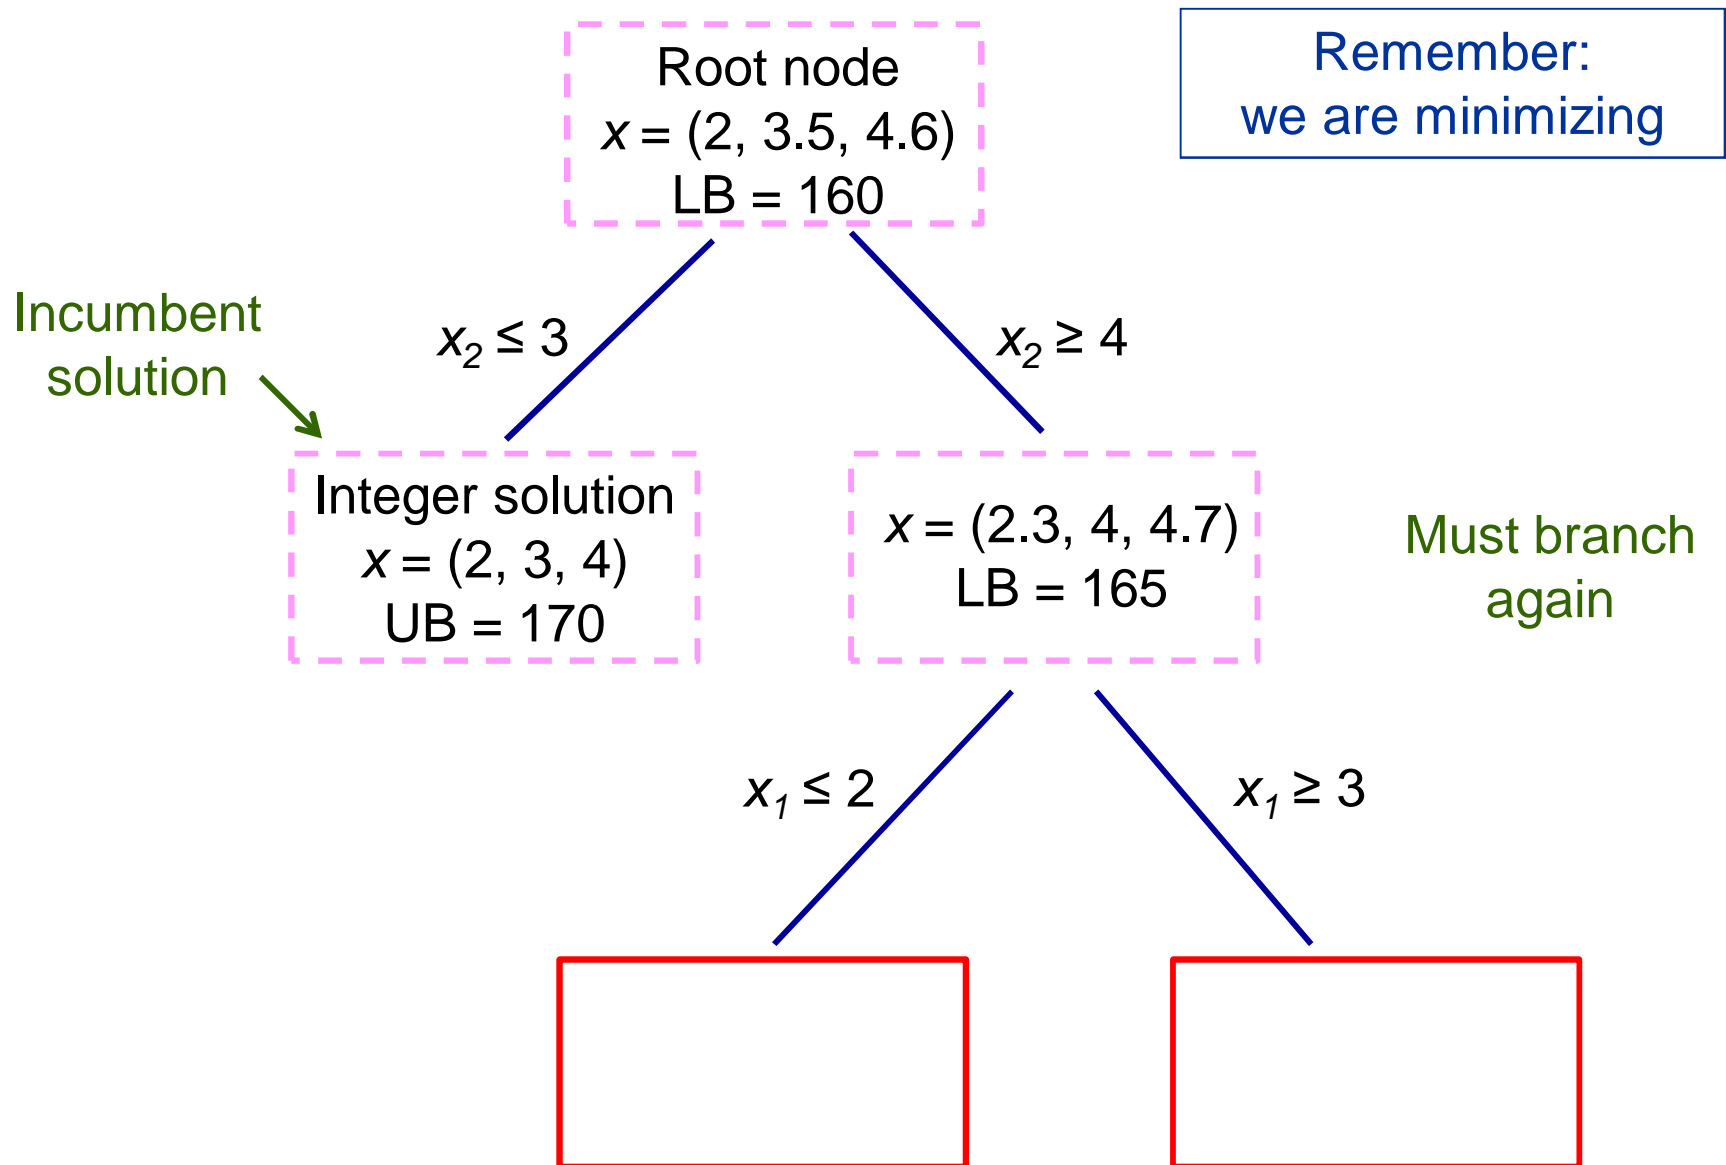 Root node
x = (2, 3.5, 4.6)
LB = 160
Remember:
we are minimizing
Incumbent
solution
x₂ ≤ 3
x₂ ≥ 4
Integer solution
x = (2, 3, 4)
UB = 170
x = (2.3, 4, 4.7)
LB = 165
Must branch
again
x₁ ≤ 2
x₁ ≥ 3